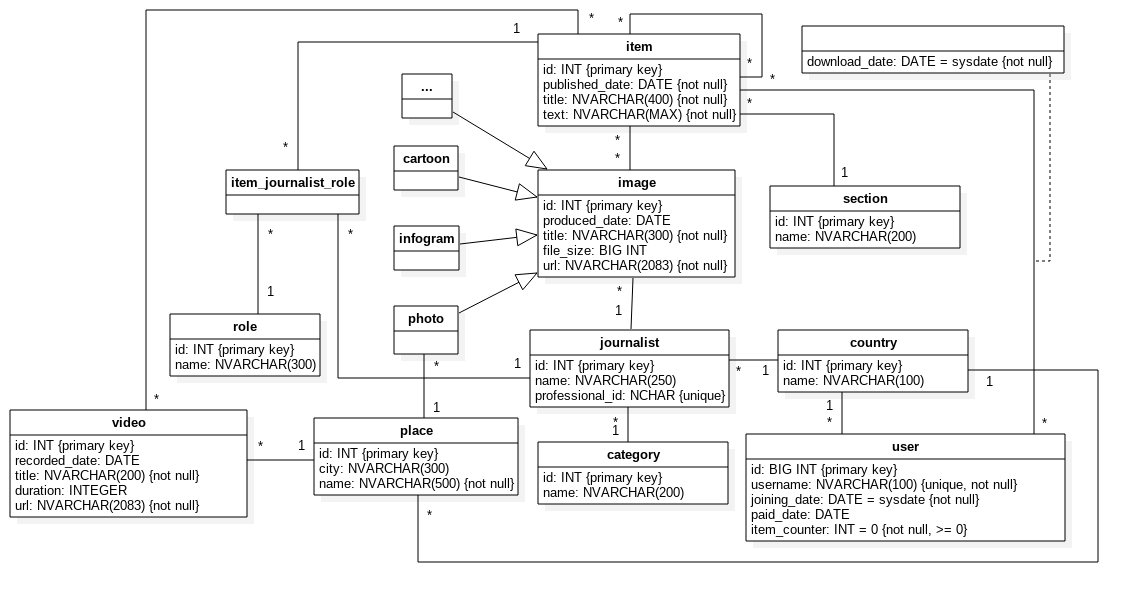 *
*
1
item
id: INT {primary key}
published_date: DATE {not null}
title: NVARCHAR(400) {not null}
text: NVARCHAR(MAX) {not null}
*
*
*
download_date: DATE = sysdate {not null}
...
cartoon
infogram
photo
*
*
image
id: INT {primary key}
produced_date: DATE
title: NVARCHAR(300) {not null}
file_size: BIG INT
url: NVARCHAR(2083) {not null}
1
section
id: INT {primary key}
name: NVARCHAR(200)
*
item_journalist_role
*
*
1
role
id: INT {primary key}
name: NVARCHAR(300)
*
1
*
1
1
journalist
id: INT {primary key}
name: NVARCHAR(250)
professional_id: NCHAR {unique}
*
1
country
id: INT {primary key}
name: NVARCHAR(100)
1
1
*
*
*
video
id: INT {primary key}
recorded_date: DATE
title: NVARCHAR(200) {not null}
duration: INTEGER
url: NVARCHAR(2083) {not null}
*
1
place
id: INT {primary key}
city: NVARCHAR(300)
name: NVARCHAR(500) {not null}
*
*
1
category
id: INT {primary key}
name: NVARCHAR(200)
user
id: BIG INT {primary key}
username: NVARCHAR(100) {unique, not null}
joining_date: DATE = sysdate {not null}
paid_date: DATE
item_counter: INT = 0 {not null, >= 0}